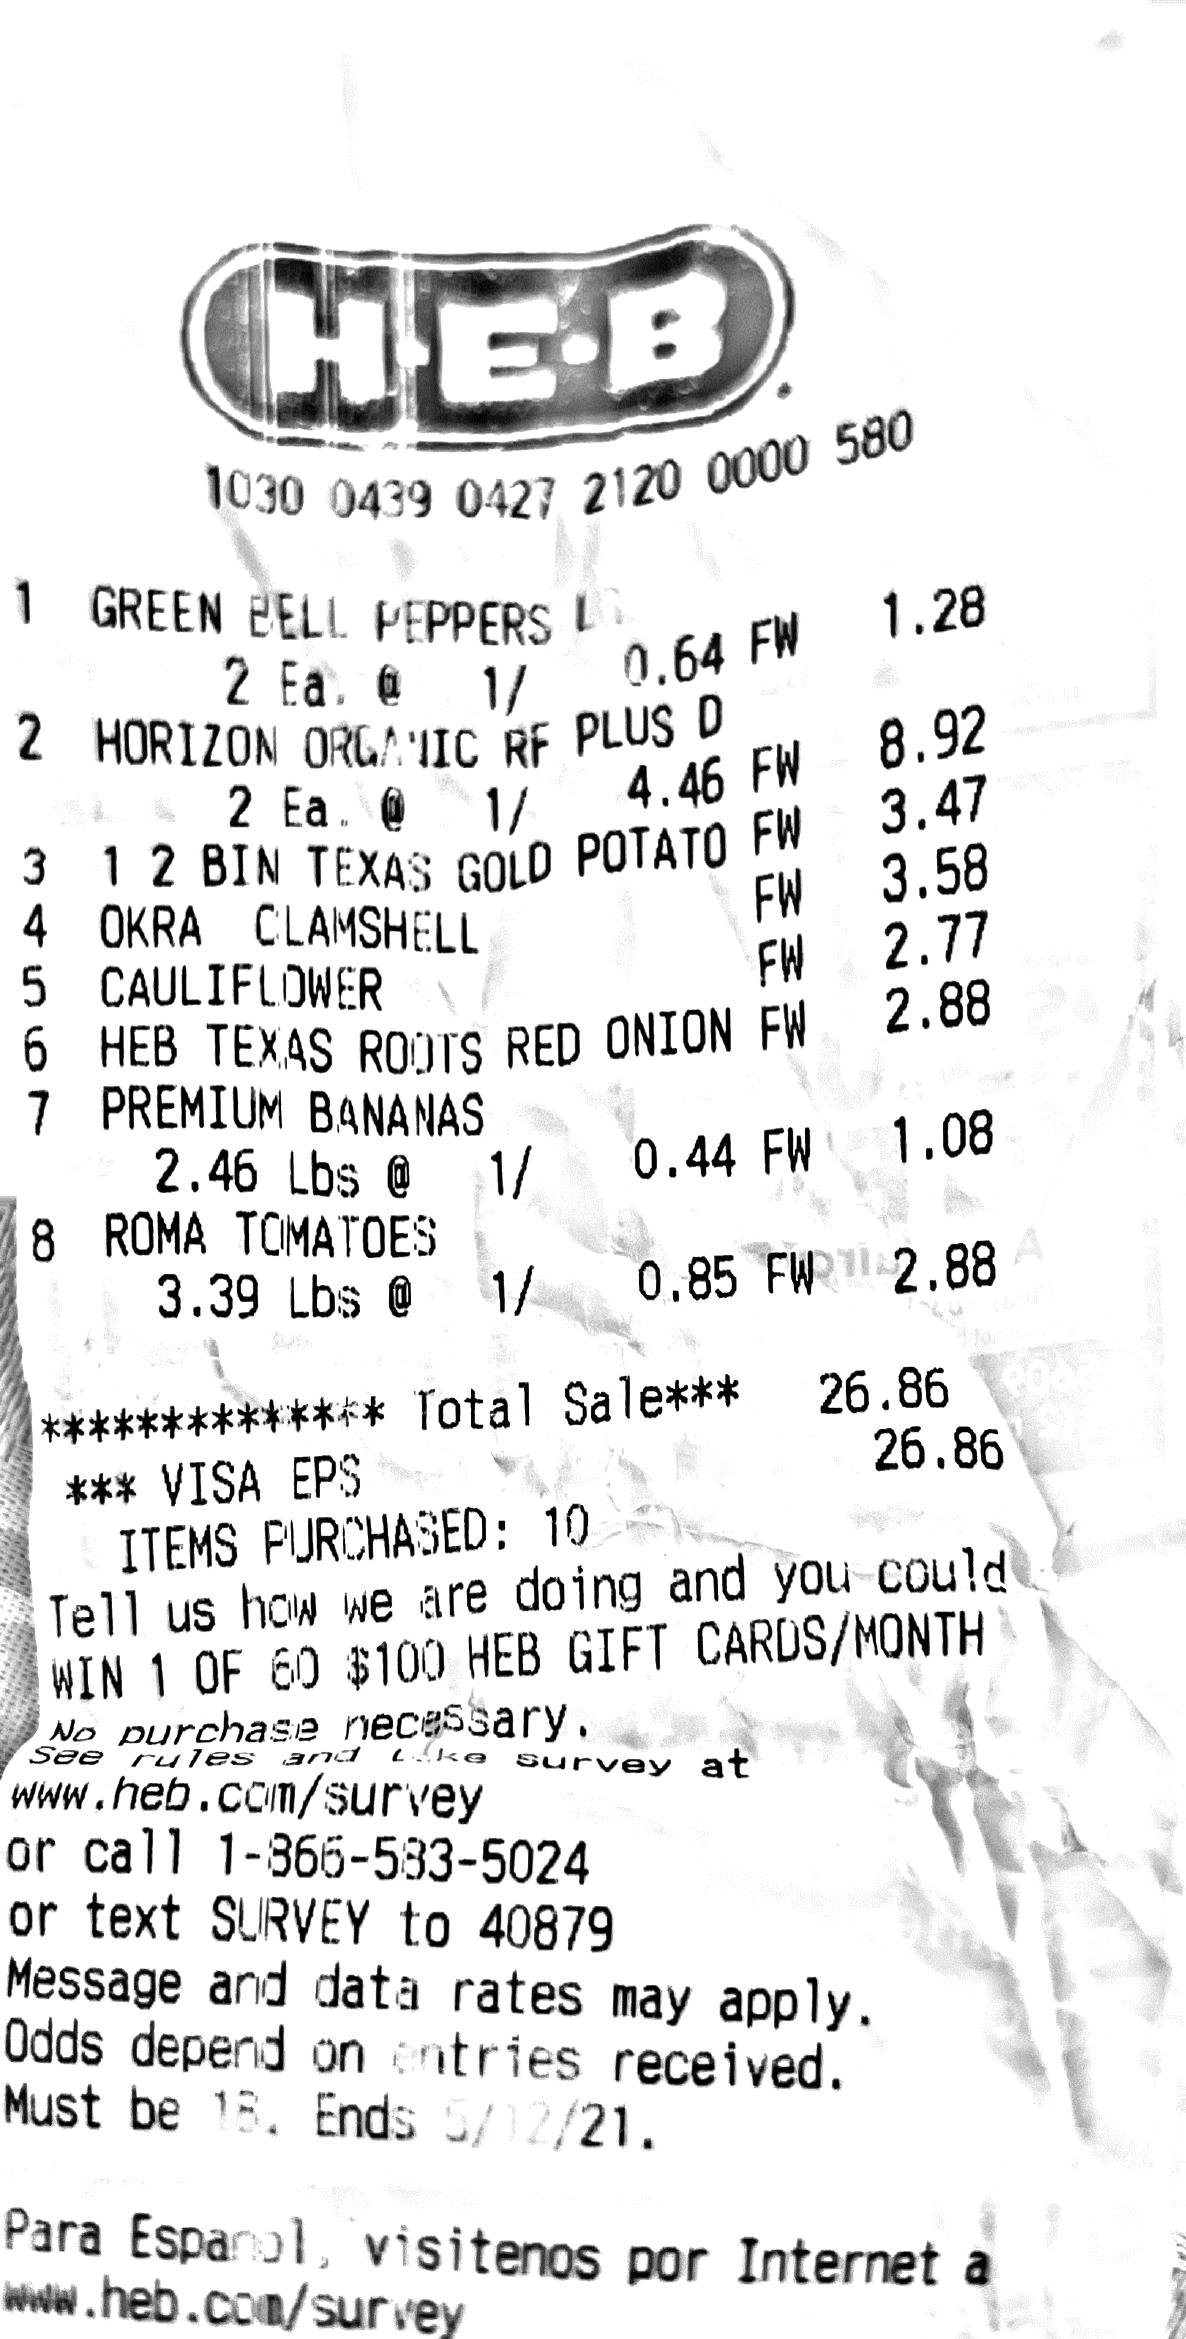 H·E·B
1030 0439 0427 2120 0000 580
1 GREEN BELL PEPPERS 1.28
2 Ea. @ 1/ 0.64 FW
2 HORIZON ORGANIC RF PLUS D 8.92
2 Ea. @ 1/ 4.46 FW
3 1 2 BIN TEXAS GOLD POTATO FW 3.47
4 OKRA CLAMSHELL FW 3.58
5 CAULIFLOWER FW 2.77
6 HEB TEXAS ROOTS RED ONION FW 2.88
7 PREMIUM BANANAS
2.46 Lbs @ 1/ 0.44 FW 1.08
8 ROMA TOMATOES
3.39 Lbs @ 1/ 0.85 FW 2.88
************** Total Sale*** 26.86
*** VISA EPS 26.86
ITEMS PURCHASED: 10
Tell us how we are doing and you could
WIN 1 OF 60 $100 HEB GIFT CARDS/MONTH
No purchase necessary.
See rules and take survey at
www.heb.com/survey
or call 1-866-583-5024
or text SURVEY to 40879
Message and data rates may apply.
Odds depend on entries received.
Must be 18. Ends 5/12/21.
Para Espanol, visitenos por Internet a
www.heb.com/survey